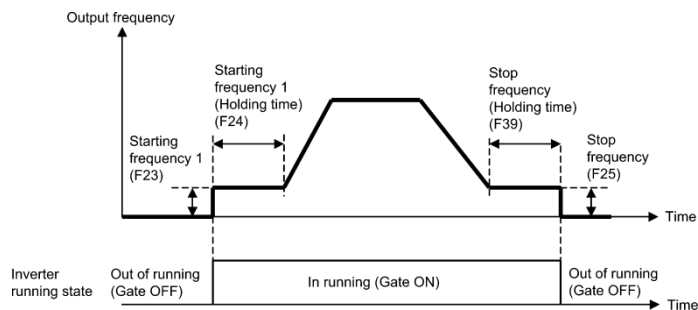 Output frequency
Starting
frequency 1
(Holding time)
(F24)
Stop
frequency
(Holding time)
(F39)
Starting
frequency 1
(F23)
Stop
frequency
(F25)
Time
Inverter
running state
Out of running
(Gate OFF)
In running (Gate ON)
Out of running
(Gate OFF)
Time